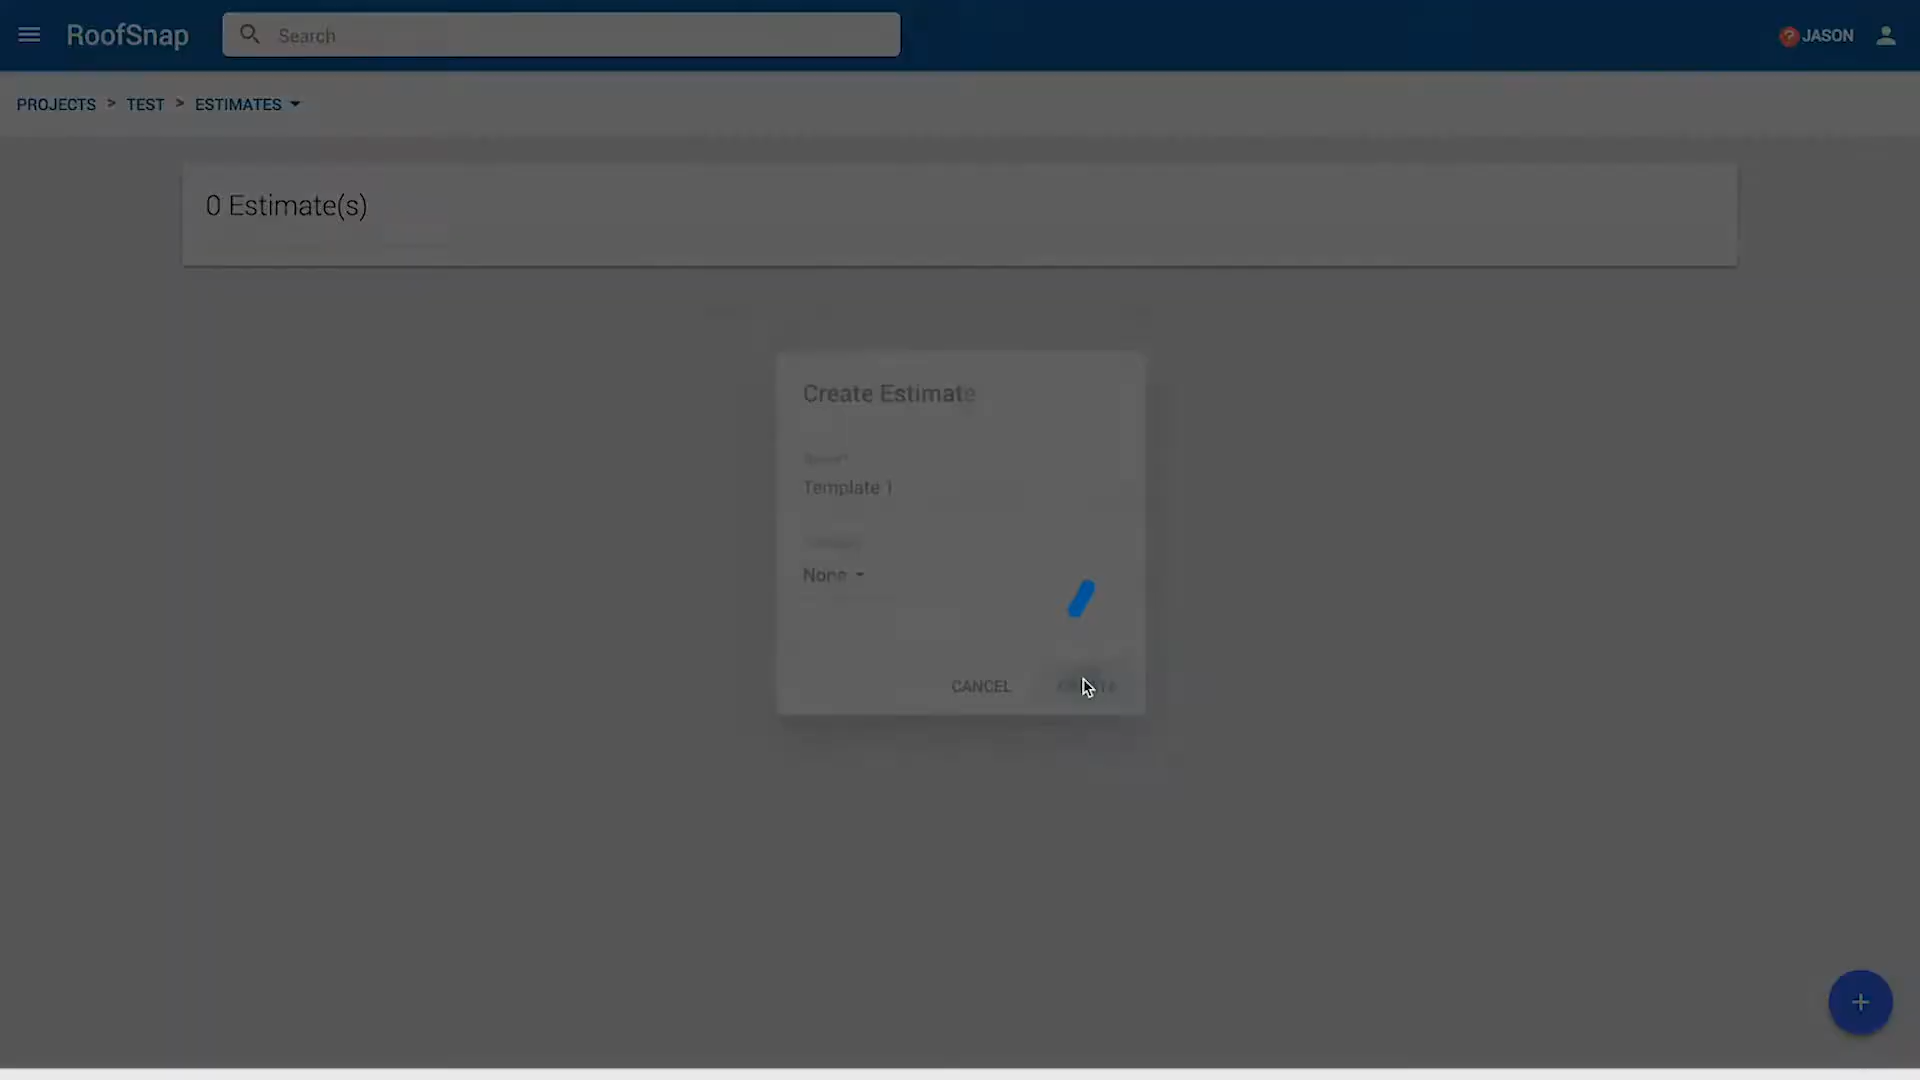 RoofSnap
Search
? JASON
PROJECTS > TEST > ESTIMATES
0 Estimate(s)
Create Estimate
Template 1
None
CANCEL